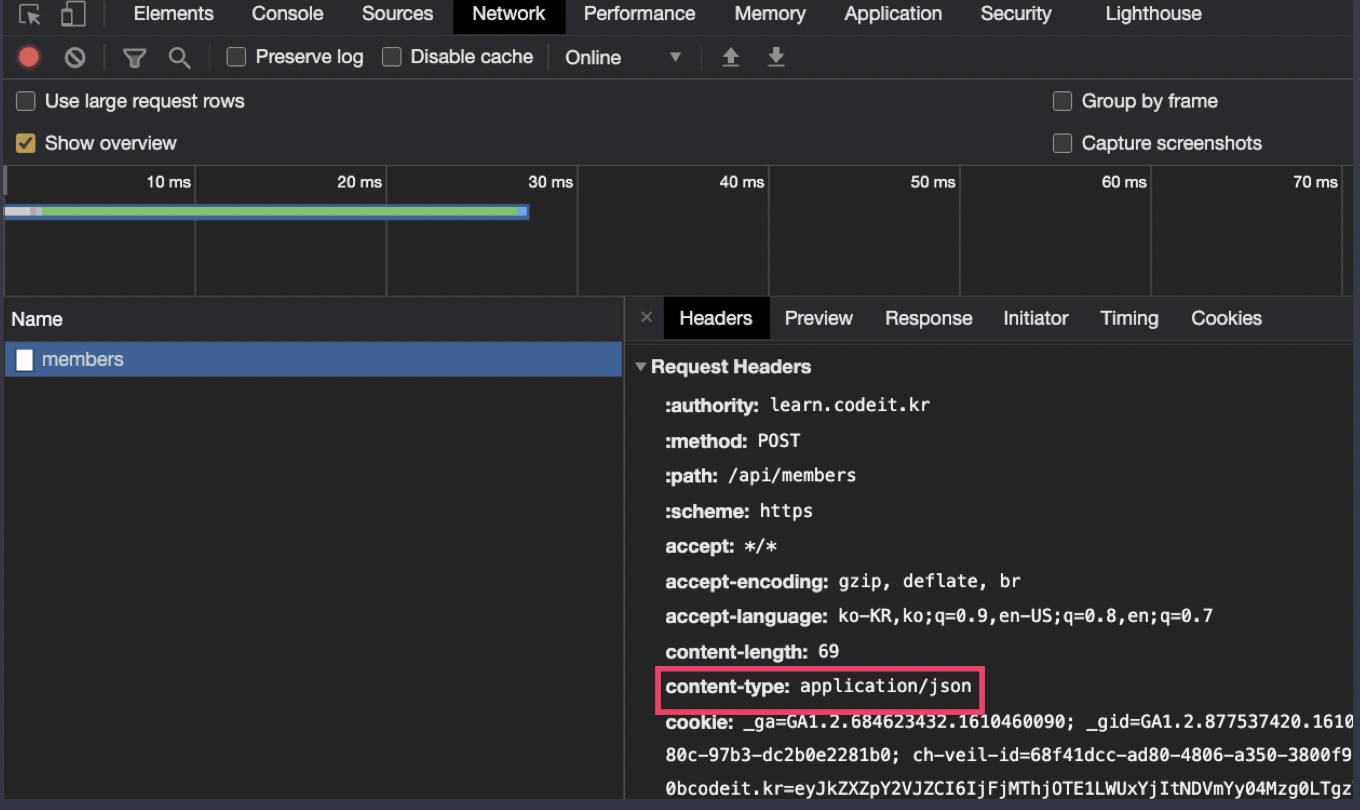 Elements Console Sources Network Performance Memory Application Security Lighthouse
Preserve log Disable cache Online
Use large request rows Group by frame
Show overview Capture screenshots
10 ms 20 ms 30 ms 40 ms 50 ms 60 ms 70 ms
Name
members
× Headers Preview Response Initiator Timing Cookies
Request Headers
:authority: learn.codeit.kr
:method: POST
:path: /api/members
:scheme: https
accept: */*
accept-encoding: gzip, deflate, br
accept-language: ko-KR,ko;q=0.9,en-US;q=0.8,en;q=0.7
content-length: 69
content-type: application/json
cookie: _ga=GA1.2.684623432.1610460090; _gid=GA1.2.877537420.1610
80c-97b3-dc2b0e2281b0; ch-veil-id=68f41dcc-ad80-4806-a350-3800f9
0bcodeit.kr=eyJkZXZpY2VJZCI6IjFjMThjOTE1LWUxYjItNDVmYy04Mzg0LTgz